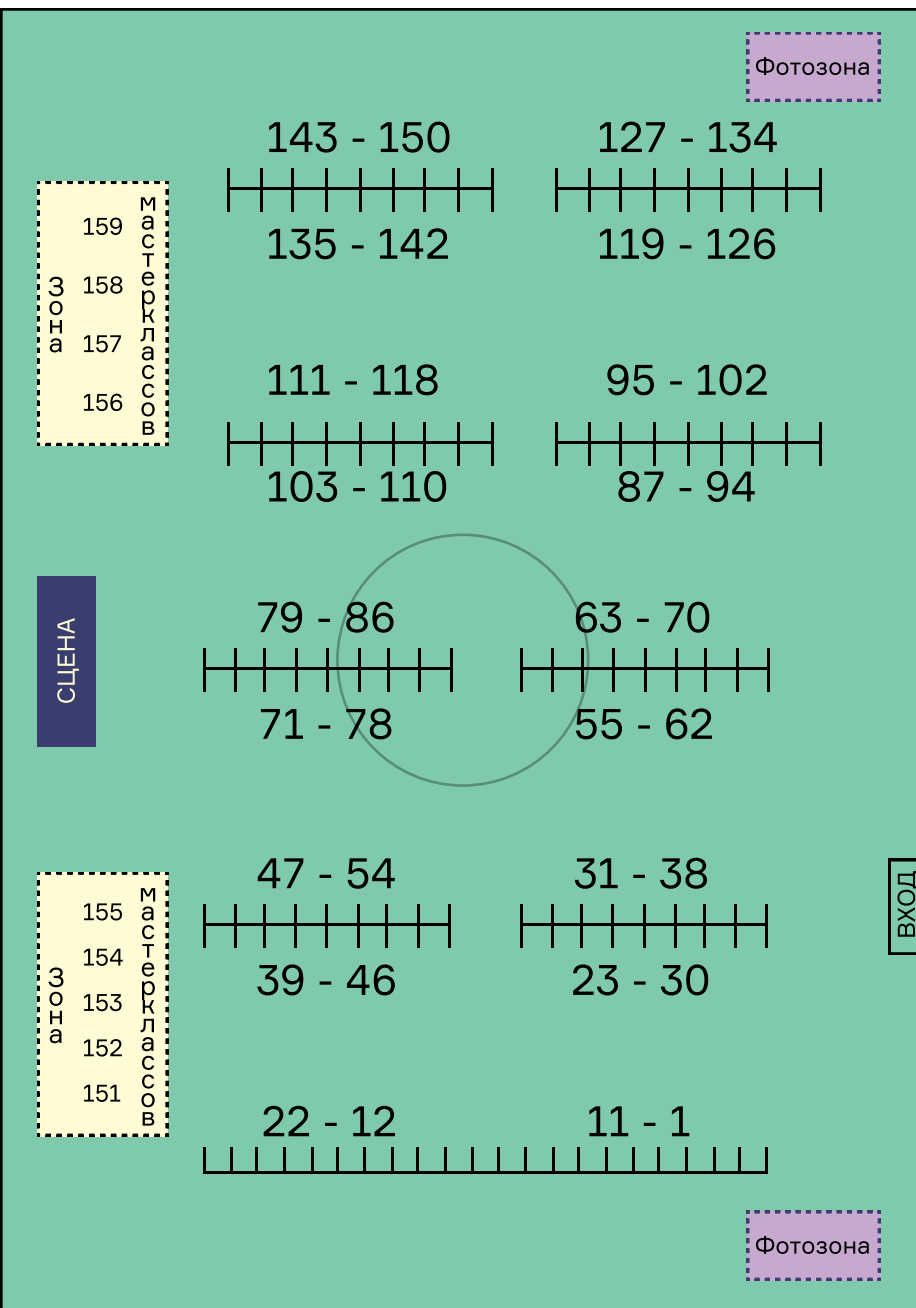 Фотозона
143 - 150
127 - 134
135 - 142
119 - 126
Зона
мастерклассов
159
158
157
156
111 - 118
95 - 102
103 - 110
87 - 94
СЦЕНА
79 - 86
63 - 70
71 - 78
55 - 62
47 - 54
31 - 38
ВХОД
39 - 46
23 - 30
Зона
мастерклассов
155
154
153
152
151
22 - 12
11 - 1
Фотозона